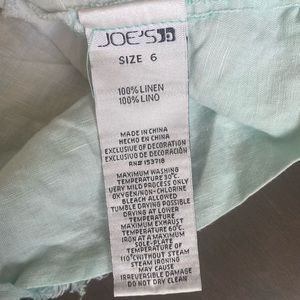 JOE'S
SIZE 6
100% LINEN
100% LINO
MADE IN CHINA
HECHO EN CHINA
EXCLUSIVE OF DECORATION
EXCLUSIVO DE DECORATION
RN# 153718
MAXIMUM WASHING
TEMPERATURE 30°C.
VERY MILD PROCESS ONLY
OXYGEN/NON-CHLORINE
BLEACH ALLOWED
TUMBLE DRYING POSSIBLE
DRYING AT LOWER
TEMPERATURE
MAXIMUM EXHAUST
TEMPERATURE 60°C.
IRON AT A MAXIMUM
SOLE-PLATE
TEMPERATURE OF
110°C WITHOUT STEAM
STEAM IRONING
MAY CAUSE
IRREVERSIBLE DAMAGE
DO NOT DRY CLEAN